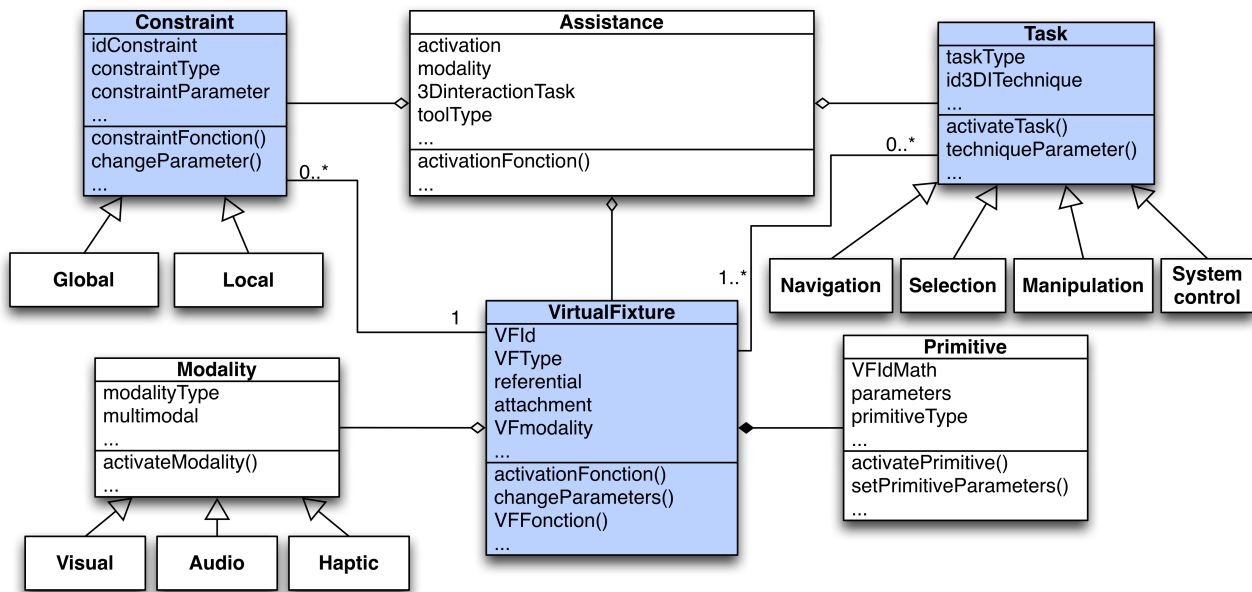 Constraint
idConstraint
constraintType
constraintParameter
...
constraintFonction()
changeParameter()
...
Assistance
activation
modality
3DinteractionTask
toolType
...
activationFonction()
...
Task
taskType
id3DITechnique
...
activateTask()
techniqueParameter()
...
0..*
0..*
Global
Local
Navigation
Selection
Manipulation
System
control
1..*
1
VirtualFixture
VFId
VFType
referential
attachment
VFmodality
...
activationFonction()
changeParameters()
VFFonction()
...
Modality
modalityType
multimodal
...
activateModality()
...
Primitive
VFIdMath
parameters
primitiveType
...
activatePrimitive()
setPrimitiveParameters()
...
Visual
Audio
Haptic